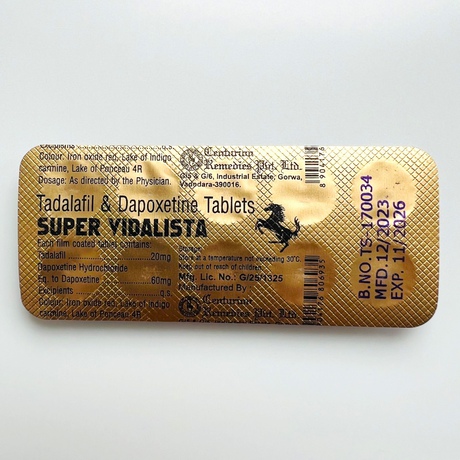 Colour: Iron oxide red, Lake of Indigo
carmine, Lake of Ponceau 4R
Dosage: As directed by the Physician.
Centurion
Remedies Pvt. Ltd.
G/5 & G/6, Industrial Estate, Gorwa,
Vadodara-390016.
Tadalafil & Dapoxetine Tablets
SUPER VIDALISTA
Each film coated tablet contains:
Tadalafil 20mg
Dapoxetine Hydrochloride
Eq. to Dapoxetine 60mg
Excipients q.s.
Colour: Iron oxide red, Lake of Indigo
carmine, Lake of Ponceau 4R
Storage:
Store at a temperature not exceeding 30°C.
Keep out of reach of children.
Mfg. Lic. No.: G/25/1325
Manufactured By
Centurion
Remedies Pvt. Ltd.
B.NO.TS-170034
MFD.12/2023
EXP.11/2026